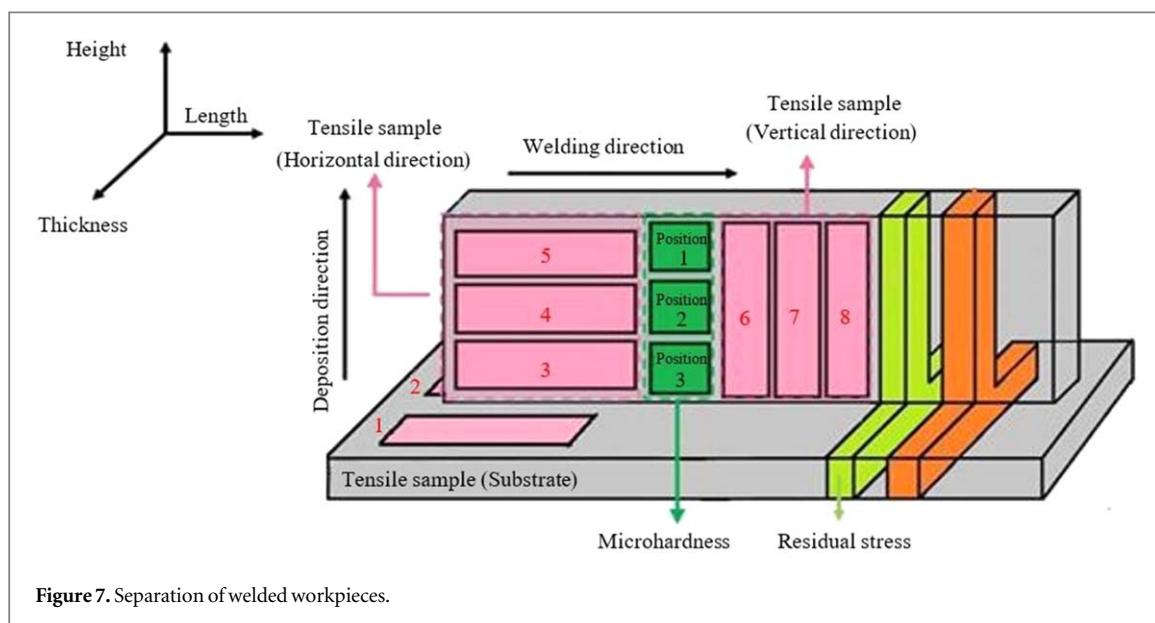 Height
Length
Thickness
Tensile sample
(Horizontal direction)
Welding direction
Tensile sample
(Vertical direction)
Deposition direction
5
4
3
Position
1
Position
2
Position
3
6
7
8
2
1
Tensile sample (Substrate)
Microhardness
Residual stress
Figure 7. Separation of welded workpieces.